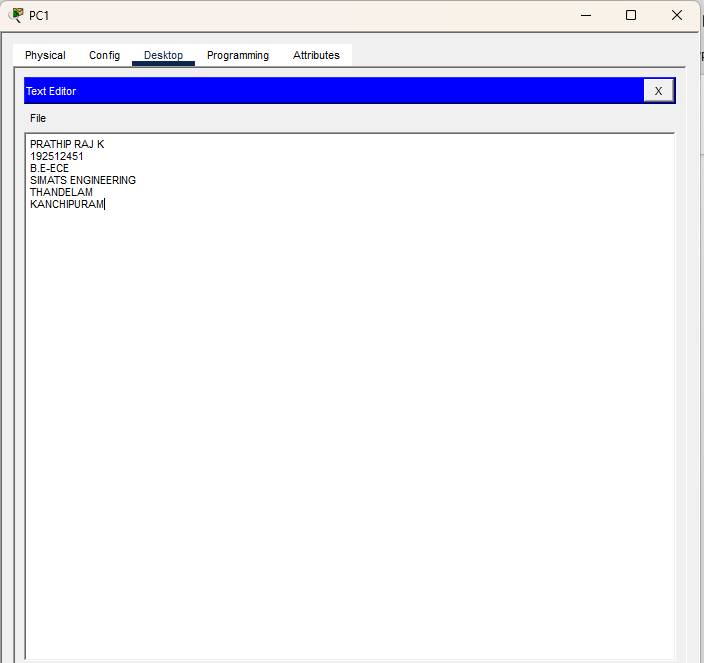 PC1
Physical Config Desktop Programming Attributes
Text Editor X
File
PRATHIP RAJ K
192512451
B.E-ECE
SIMATS ENGINEERING
THANDELAM
KANCHIPURAM